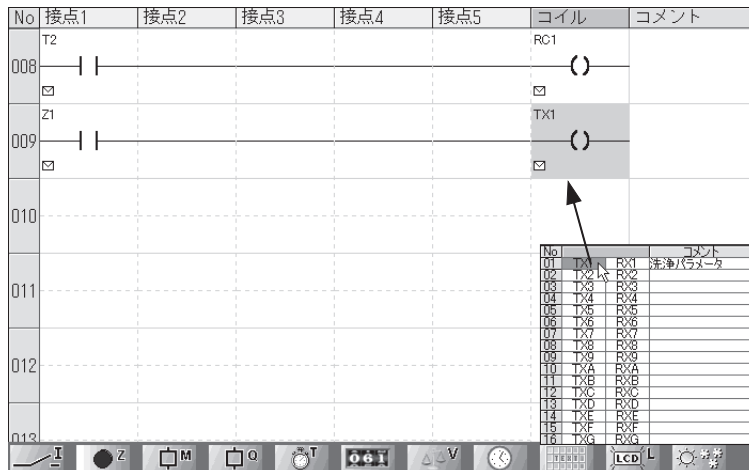 No 接点1 接点2 接点3 接点4 接点5 コイル コメント
T2 RC1
008
Z1 TX1
009
010
No コメント
01 TX1 RX1 洗浄パラメータ
02 TX2 RX2
03 TX3 RX3
04 TX4 RX4
05 TX5 RX5
06 TX6 RX6
07 TX7 RX7
08 TX8 RX8
09 TX9 RX9
10 TXA RXA
11 TXB RXB
12 TXC RXC
13 TXD RXD
14 TXE RXE
15 TXF RXF
16 TXG RXG
011
012
013
I Z M Q T 061 V TEXTE LCD L